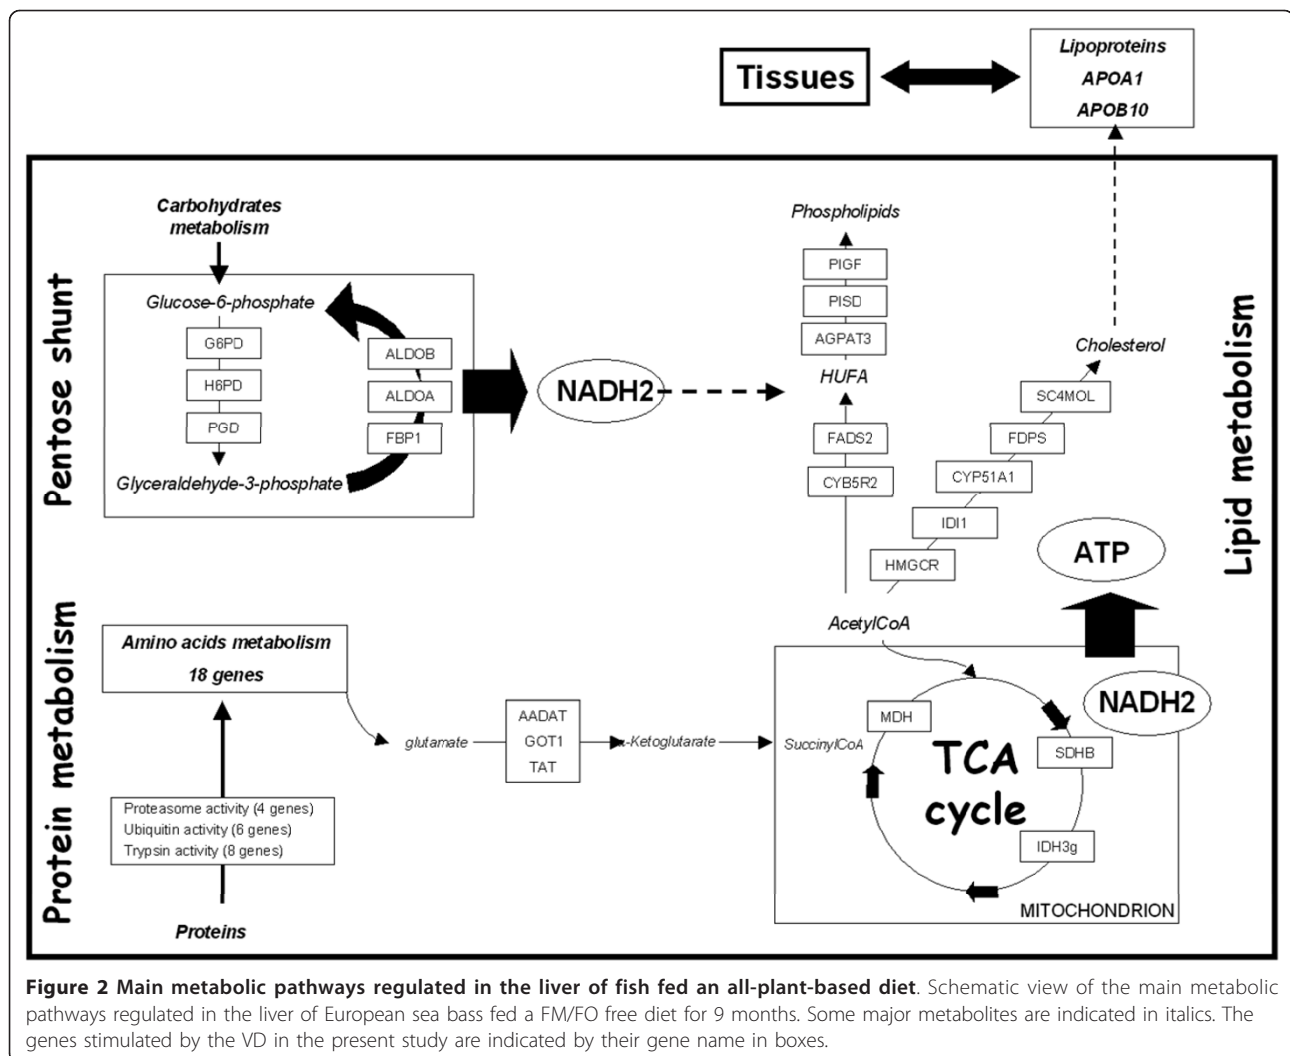 Lipoproteins
APOA1
APOB10
Tissues
Pentose shunt
Carbohydrates
metabolism
Glucose-6-phosphate
G6PD
H6PD
PGD
Glyceraldehyde-3-phosphate
ALDOB
ALDOA
FBP1
NADH2
Phospholipids
PIGF
PISD
AGPAT3
HUFA
FADS2
CYB5R2
Cholesterol
SC4MOL
FDPS
CYP51A1
IDI1
HMGCR
AcetylCoA
Lipid metabolism
ATP
NADH2
Protein metabolism
Amino acids metabolism
18 genes
Proteasome activity (4 genes)
Ubiquitin activity (6 genes)
Trypsin activity (8 genes)
Proteins
glutamate
AADAT
GOT1
TAT
α-Ketoglutarate
SuccinylCoA
MDH
SDHB
IDH3g
TCA
cycle
MITOCHONDRION
Figure 2 Main metabolic pathways regulated in the liver of fish fed an all-plant-based diet. Schematic view of the main metabolic
pathways regulated in the liver of European sea bass fed a FM/FO free diet for 9 months. Some major metabolites are indicated in italics. The
genes stimulated by the VD in the present study are indicated by their gene name in boxes.